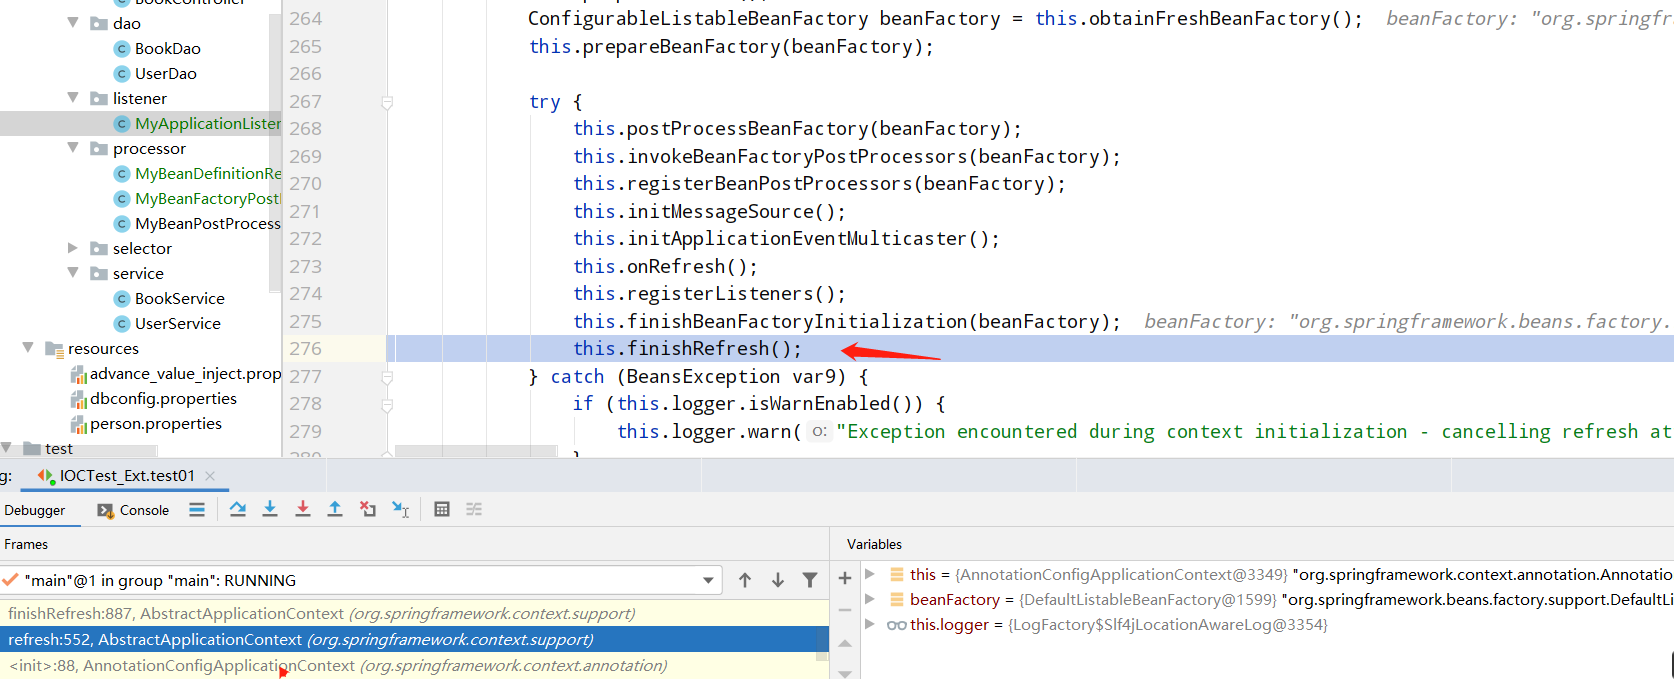 BookController
dao
BookDao
UserDao
listener
MyApplicationLister
processor
MyBeanDefinitionRe
MyBeanFactoryPost
MyBeanPostProcess
selector
service
BookService
UserService
resources
advance_value_inject.prop
dbconfig.properties
person.properties
test
264 ConfigurableListableBeanFactory beanFactory = this.obtainFreshBeanFactory(); beanFactory: "org.springfr
265 this.prepareBeanFactory(beanFactory);
266
267 try {
268 this.postProcessBeanFactory(beanFactory);
269 this.invokeBeanFactoryPostProcessors(beanFactory);
270 this.registerBeanPostProcessors(beanFactory);
271 this.initMessageSource();
272 this.initApplicationEventMulticaster();
273 this.onRefresh();
274 this.registerListeners();
275 this.finishBeanFactoryInitialization(beanFactory); beanFactory: "org.springframework.beans.factory.
276 this.finishRefresh();
277 } catch (BeansException var9) {
278 if (this.logger.isWarnEnabled()) {
279 this.logger.warn( o: "Exception encountered during context initialization - cancelling refresh at
280 }
g: IOCTest_Ext.test01
Debugger Console
Frames
"main"@1 in group "main": RUNNING
finishRefresh:887, AbstractApplicationContext (org.springframework.context.support)
refresh:552, AbstractApplicationContext (org.springframework.context.support)
<init>:88, AnnotationConfigApplicationContext (org.springframework.context.annotation)
Variables
this = {AnnotationConfigApplicationContext@3349} "org.springframework.context.annotation.Annotatio
beanFactory = {DefaultListableBeanFactory@1599} "org.springframework.beans.factory.support.DefaultLi
this.logger = {LogFactory$Slf4jLocationAwareLog@3354}